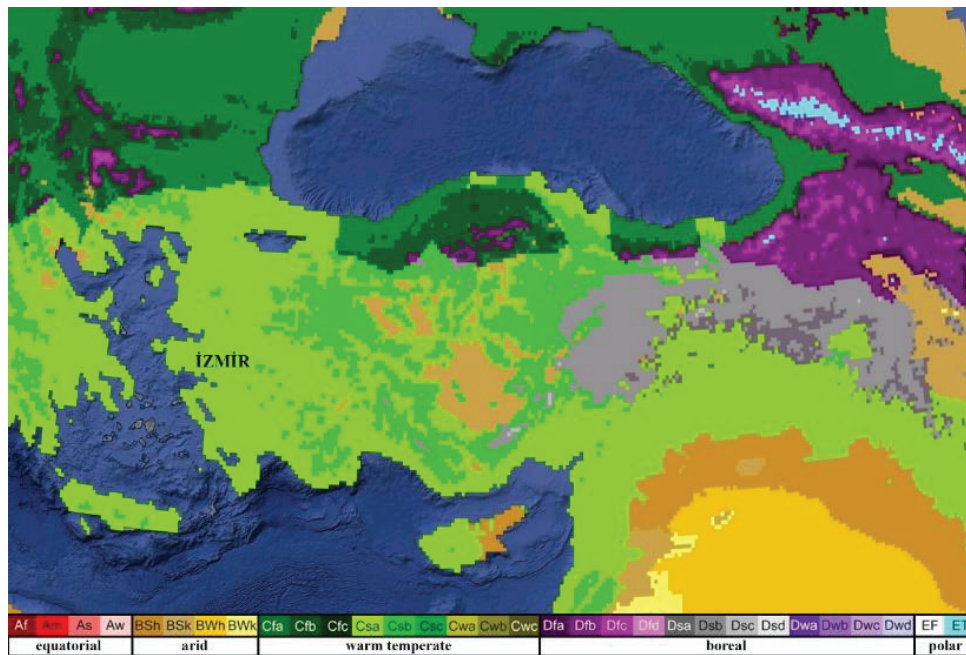 İZMİR
Af Am As Aw BSh BSk BWh BWk Cfa Cfb Cfc Csa Csb Csc Cwa Cwb Cwc Dfa Dfb Dfc Dfd Dsa Dsb Dsc Dsd Dwa Dwb Dwc Dwd EF ET
equatorial arid warm temperate boreal polar